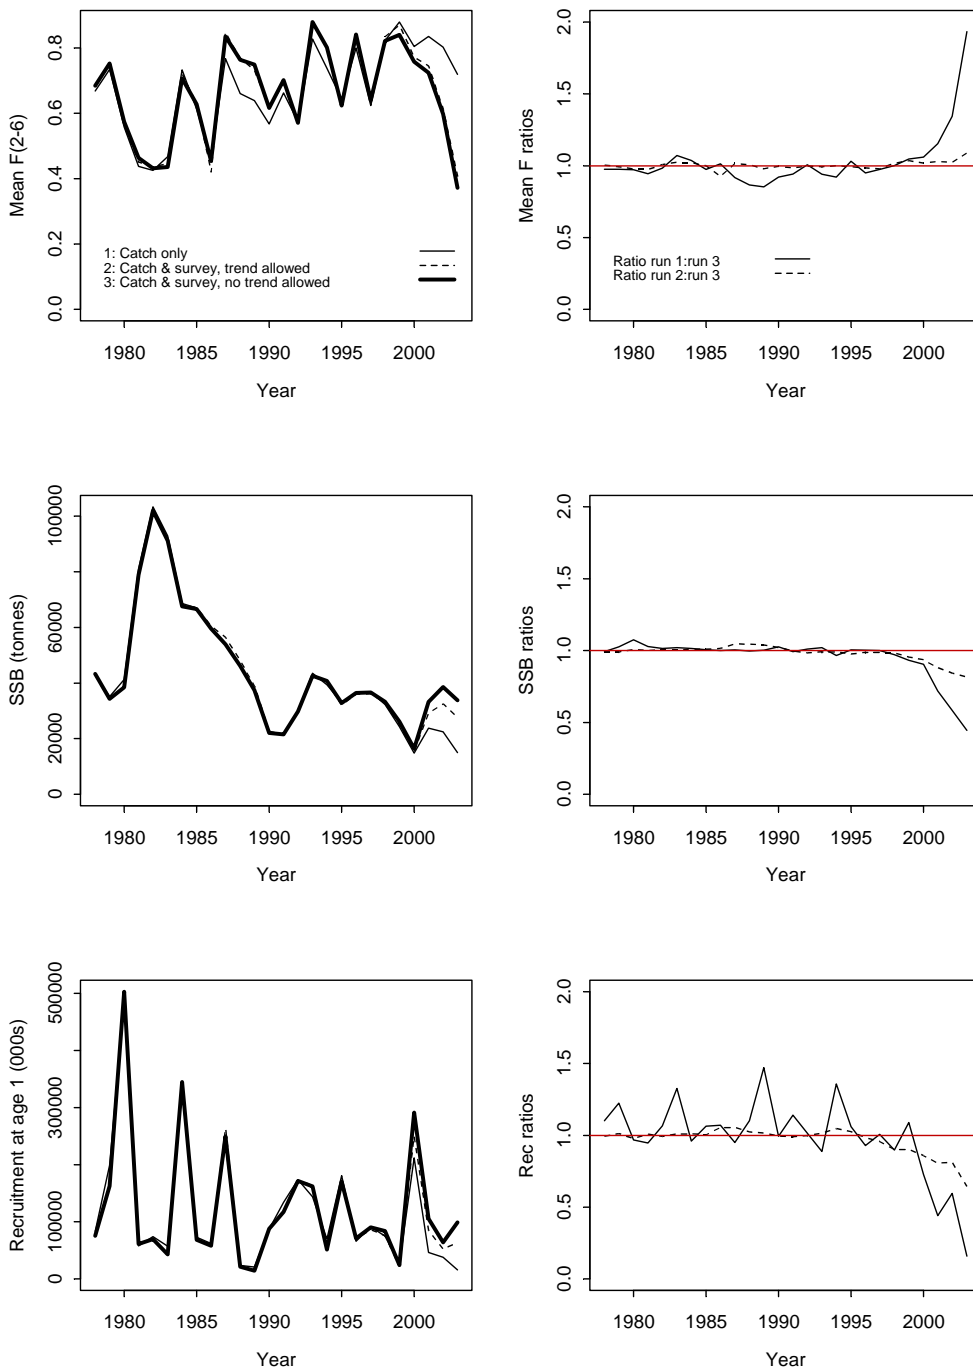 Mean F(2-6)
0.0 0.2 0.4 0.6 0.8
1: Catch only
2: Catch & survey, trend allowed
3: Catch & survey, no trend allowed
1980 1985 1990 1995 2000
Year
Mean F ratios
0.0 0.5 1.0 1.5 2.0
Ratio run 1:run 3
Ratio run 2:run 3
1980 1985 1990 1995 2000
Year
SSB (tonnes)
0 20000 60000 100000
1980 1985 1990 1995 2000
Year
SSB ratios
0.0 0.5 1.0 1.5 2.0
1980 1985 1990 1995 2000
Year
Recruitment at age 1 (000s)
0 100000 300000 500000
1980 1985 1990 1995 2000
Year
Rec ratios
0.0 0.5 1.0 1.5 2.0
1980 1985 1990 1995 2000
Year